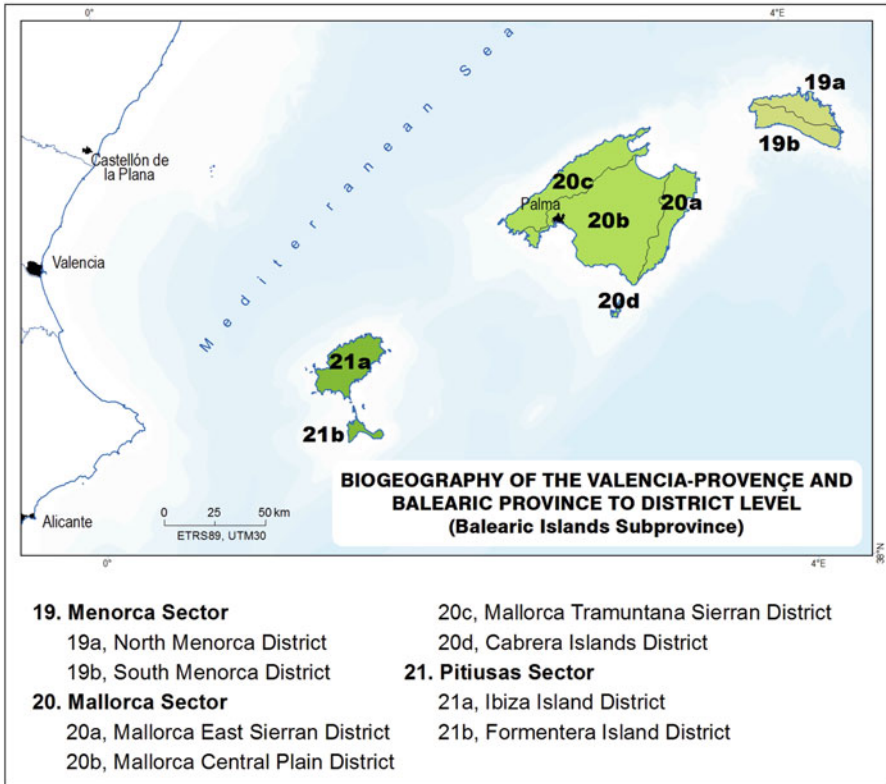 0°
4°E
Mediterranean Sea
19a
19b
Castellón de
la Plana
20c
Palma
20a
20b
Valencia
20d
21a
21b
BIOGEOGRAPHY OF THE VALENCIA-PROVENÇE AND
BALEARIC PROVINCE TO DISTRICT LEVEL
(Balearic Islands Subprovince)
Alicante
0 25 50 km
ETRS89, UTM30
0°
4°E
38°N
19. Menorca Sector
19a, North Menorca District
19b, South Menorca District
20. Mallorca Sector
20a, Mallorca East Sierran District
20b, Mallorca Central Plain District
20c, Mallorca Tramuntana Sierran District
20d, Cabrera Islands District
21. Pitiusas Sector
21a, Ibiza Island District
21b, Formentera Island District